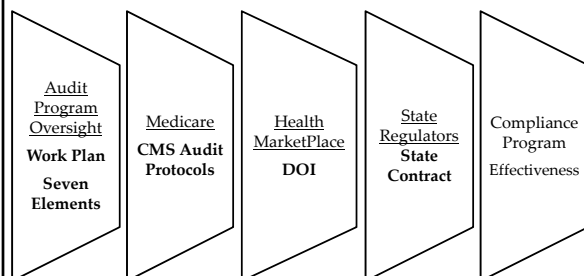 Audit
Program
Oversight
Work Plan
Seven
Elements
Medicare
CMS Audit
Protocols
Health
MarketPlace
DOI
State
Regulators
State
Contract
Compliance
Program
Effectiveness